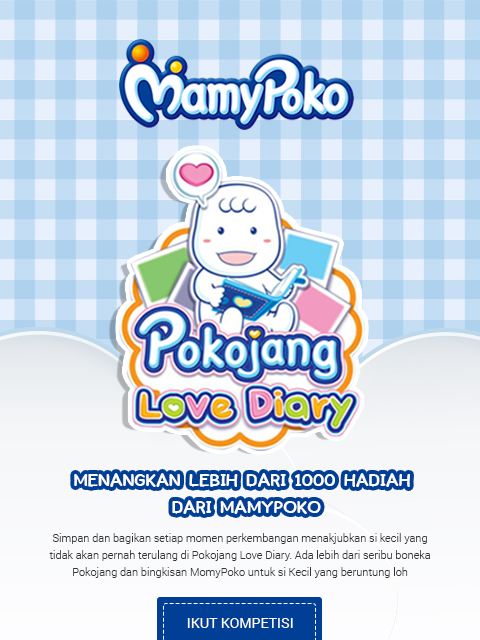 MamyPoko
Pokojang
Love Diary
MENANGKAN LEBIH DARI 1000 HADIAH
DARI MAMYPOKO
Simpan dan bagikan setiap momen perkembangan menakjubkan si kecil yang
tidak akan pernah terulang di Pokojang Love Diary. Ada lebih dari seribu boneka
Pokojang dan bingkisan MomyPoko untuk si Kecil yang beruntung loh
IKUT KOMPETISI